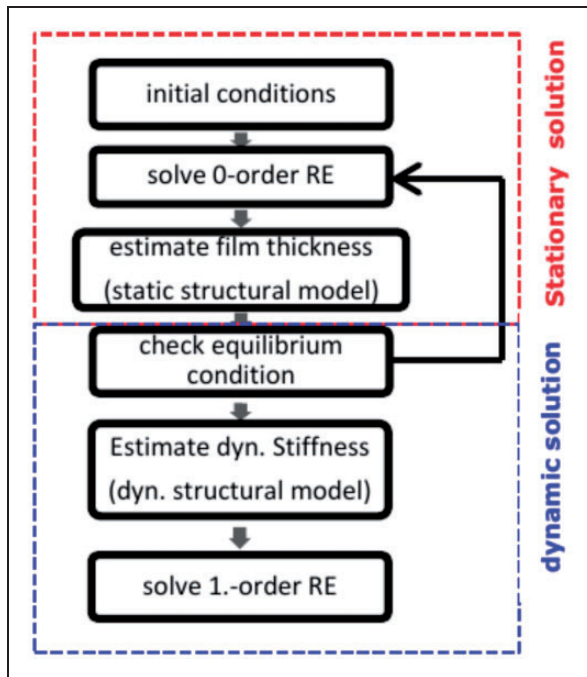 initial conditions
solve 0-order RE
estimate film thickness
(static structural model)
check equilibrium
condition
Estimate dyn. Stiffness
(dyn. structural model)
solve 1.-order RE
Stationary solution
dynamic solution